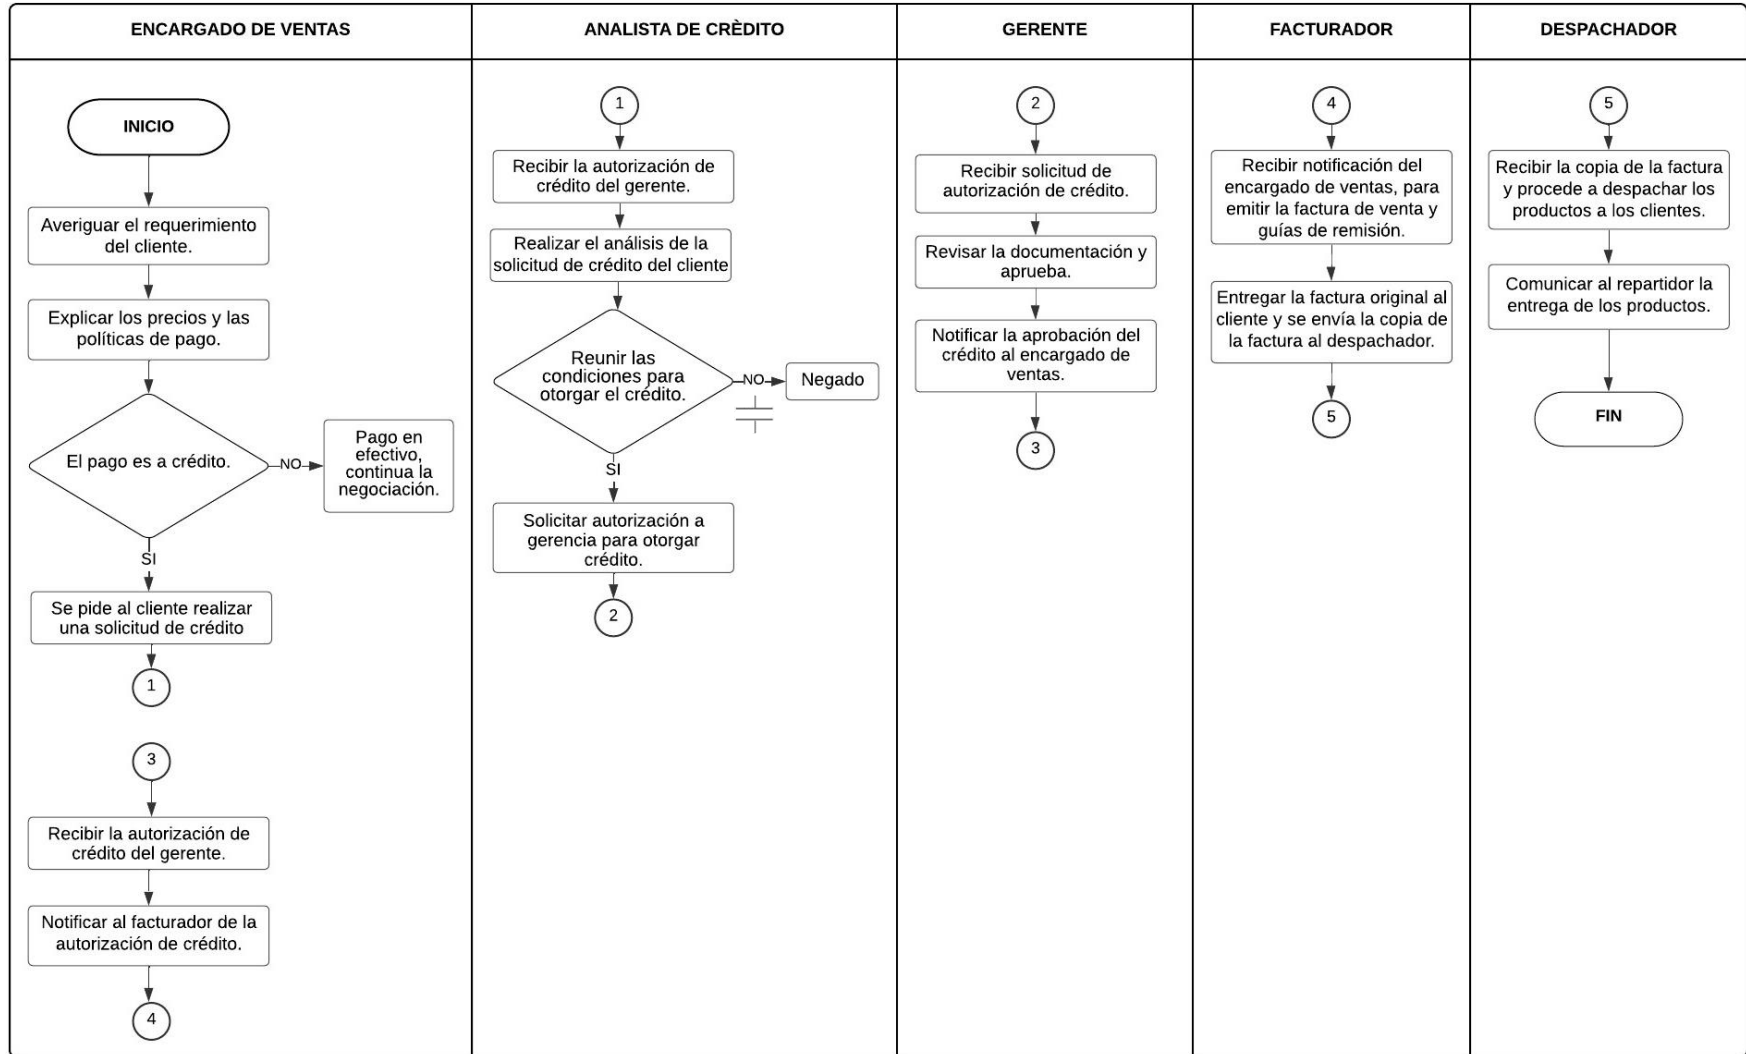 ENCARGADO DE VENTAS
ANALISTA DE CRÈDITO
GERENTE
FACTURADOR
DESPACHADOR
INICIO
Averiguar el requerimiento
del cliente.
Explicar los precios y las
políticas de pago.
El pago es a crédito.
NO
Pago en
efectivo,
continua la
negociación.
SI
Se pide al cliente realizar
una solicitud de crédito
1
3
Recibir la autorización de
crédito del gerente.
Notificar al facturador de la
autorización de crédito.
4
1
Recibir la autorización de
crédito del gerente.
Realizar el análisis de la
solicitud de crédito del cliente
Reunir las
condiciones para
otorgar el crédito.
NO
Negado
SI
Solicitar autorización a
gerencia para otorgar
crédito.
2
2
Recibir solicitud de
autorización de crédito.
Revisar la documentación y
aprueba.
Notificar la aprobación del
crédito al encargado de
ventas.
3
4
Recibir notificación del
encargado de ventas, para
emitir la factura de venta y
guías de remisión.
Entregar la factura original al
cliente y se envía la copia de
la factura al despachador.
5
5
Recibir la copia de la factura
y procede a despachar los
productos a los clientes.
Comunicar al repartidor la
entrega de los productos.
FIN